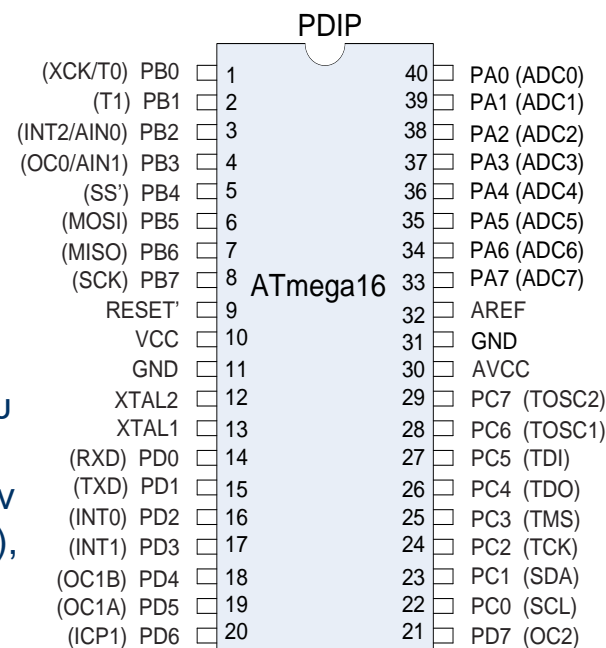 PDIP
(XCK/T0) PB0 1 40 PA0 (ADC0)
(T1) PB1 2 39 PA1 (ADC1)
(INT2/AIN0) PB2 3 38 PA2 (ADC2)
(OC0/AIN1) PB3 4 37 PA3 (ADC3)
(SS') PB4 5 36 PA4 (ADC4)
(MOSI) PB5 6 35 PA5 (ADC5)
(MISO) PB6 7 34 PA6 (ADC6)
(SCK) PB7 8 33 PA7 (ADC7)
ATmega16
RESET' 9 32 AREF
VCC 10 31 GND
GND 11 30 AVCC
XTAL2 12 29 PC7 (TOSC2)
XTAL1 13 28 PC6 (TOSC1)
(RXD) PD0 14 27 PC5 (TDI)
(TXD) PD1 15 26 PC4 (TDO)
(INT0) PD2 16 25 PC3 (TMS)
(INT1) PD3 17 24 PC2 (TCK)
(OC1B) PD4 18 23 PC1 (SDA)
(OC1A) PD5 19 22 PC0 (SCL)
(ICP1) PD6 20 21 PD7 (OC2)